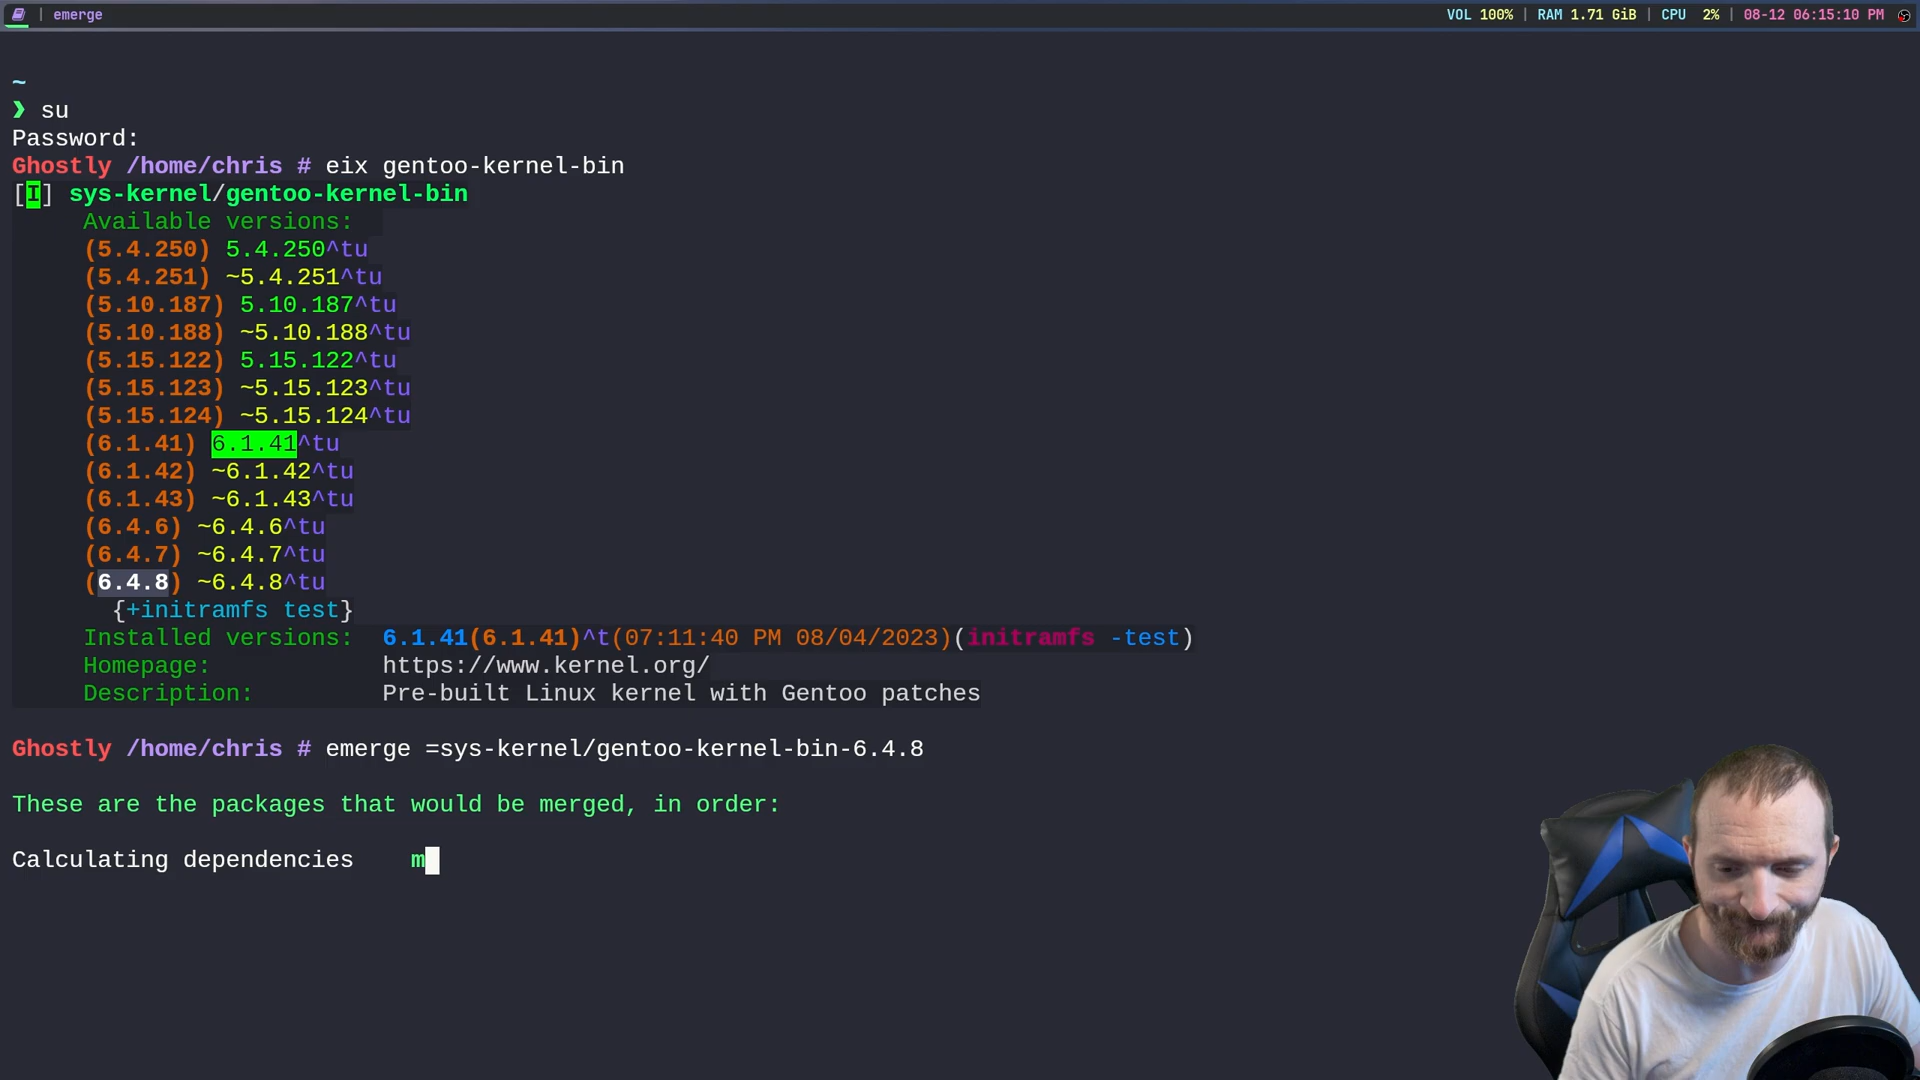 | emerge VOL 100% | RAM 1.71 GiB | CPU 2% | 08-12 06:15:10 PM
~
❯ su
Password:
Ghostly /home/chris # eix gentoo-kernel-bin
[I] sys-kernel/gentoo-kernel-bin
Available versions:
(5.4.250) 5.4.250^tu
(5.4.251) ~5.4.251^tu
(5.10.187) 5.10.187^tu
(5.10.188) ~5.10.188^tu
(5.15.122) 5.15.122^tu
(5.15.123) ~5.15.123^tu
(5.15.124) ~5.15.124^tu
(6.1.41) 6.1.41^tu
(6.1.42) ~6.1.42^tu
(6.1.43) ~6.1.43^tu
(6.4.6) ~6.4.6^tu
(6.4.7) ~6.4.7^tu
(6.4.8) ~6.4.8^tu
{+initramfs test}
Installed versions: 6.1.41(6.1.41)^t(07:11:40 PM 08/04/2023)(initramfs -test)
Homepage: https://www.kernel.org/
Description: Pre-built Linux kernel with Gentoo patches
Ghostly /home/chris # emerge =sys-kernel/gentoo-kernel-bin-6.4.8
These are the packages that would be merged, in order:
Calculating dependencies m